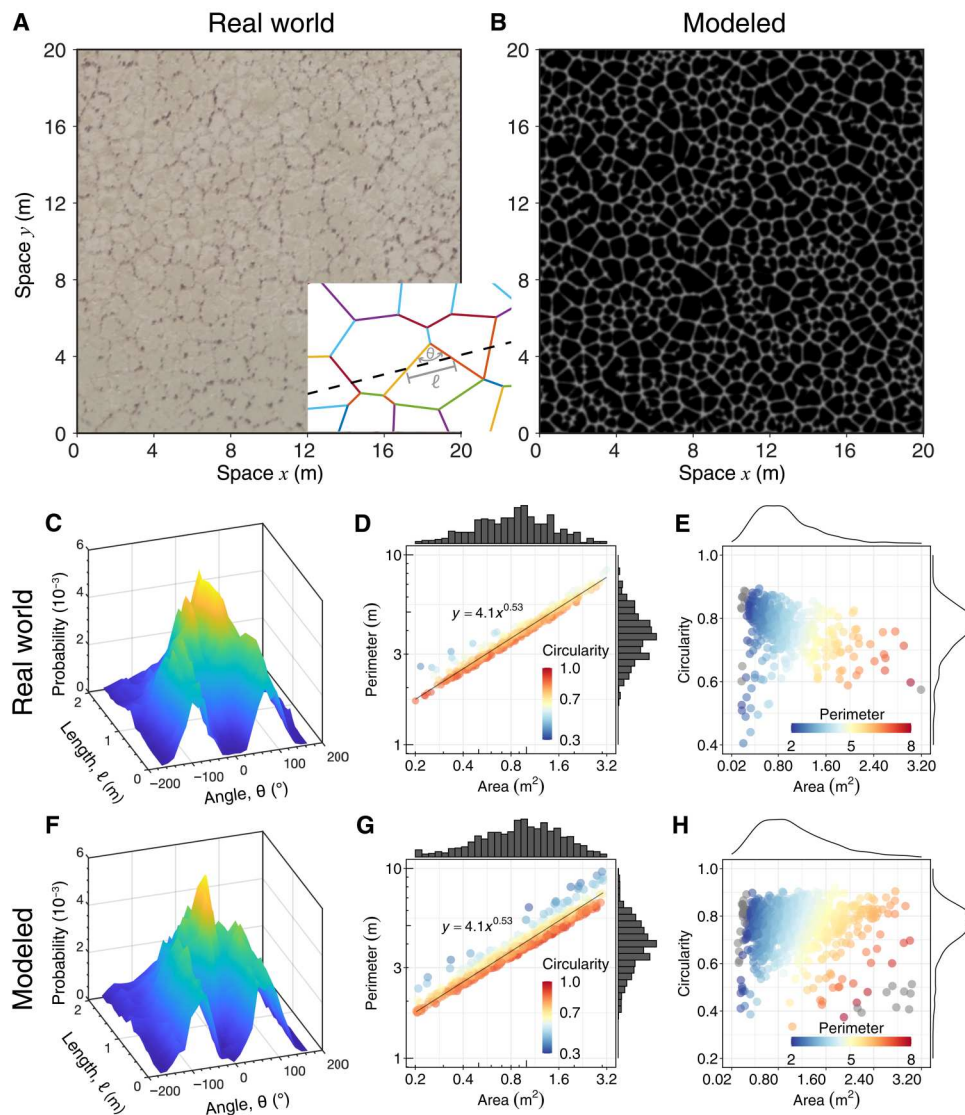 A Real world
B Modeled
Space y (m)
20
16
12
8
4
0
0 4 8 12 16 20
Space x (m)
θ
ℓ
20
16
12
8
4
0
0 4 8 12 16 20
Space x (m)
Real world
C
Probability (10⁻³)
6
4
2
0
2
1
0
Length, ℓ (m)
−200 −100 0 100 200
Angle, θ (°)
D
Perimeter (m)
10
3
1
y = 4.1x^0.53
Circularity
1.0
0.7
0.3
0.2 0.4 0.8 1.6 3.2
Area (m²)
E
Circularity
1.0
0.8
0.6
0.4
Perimeter
2 5 8
0.02 0.80 1.60 2.40 3.20
Area (m²)
Modeled
F
Probability (10⁻³)
6
4
2
0
2
1
0
Length, ℓ (m)
−200 −100 0 100 200
Angle, θ (°)
G
Perimeter (m)
10
3
1
y = 4.1x^0.53
Circularity
1.0
0.7
0.3
0.2 0.4 0.8 1.6 3.2
Area (m²)
H
Circularity
1.0
0.8
0.6
0.4
0.2
Perimeter
2 5 8
0.02 0.80 1.60 2.40 3.20
Area (m²)